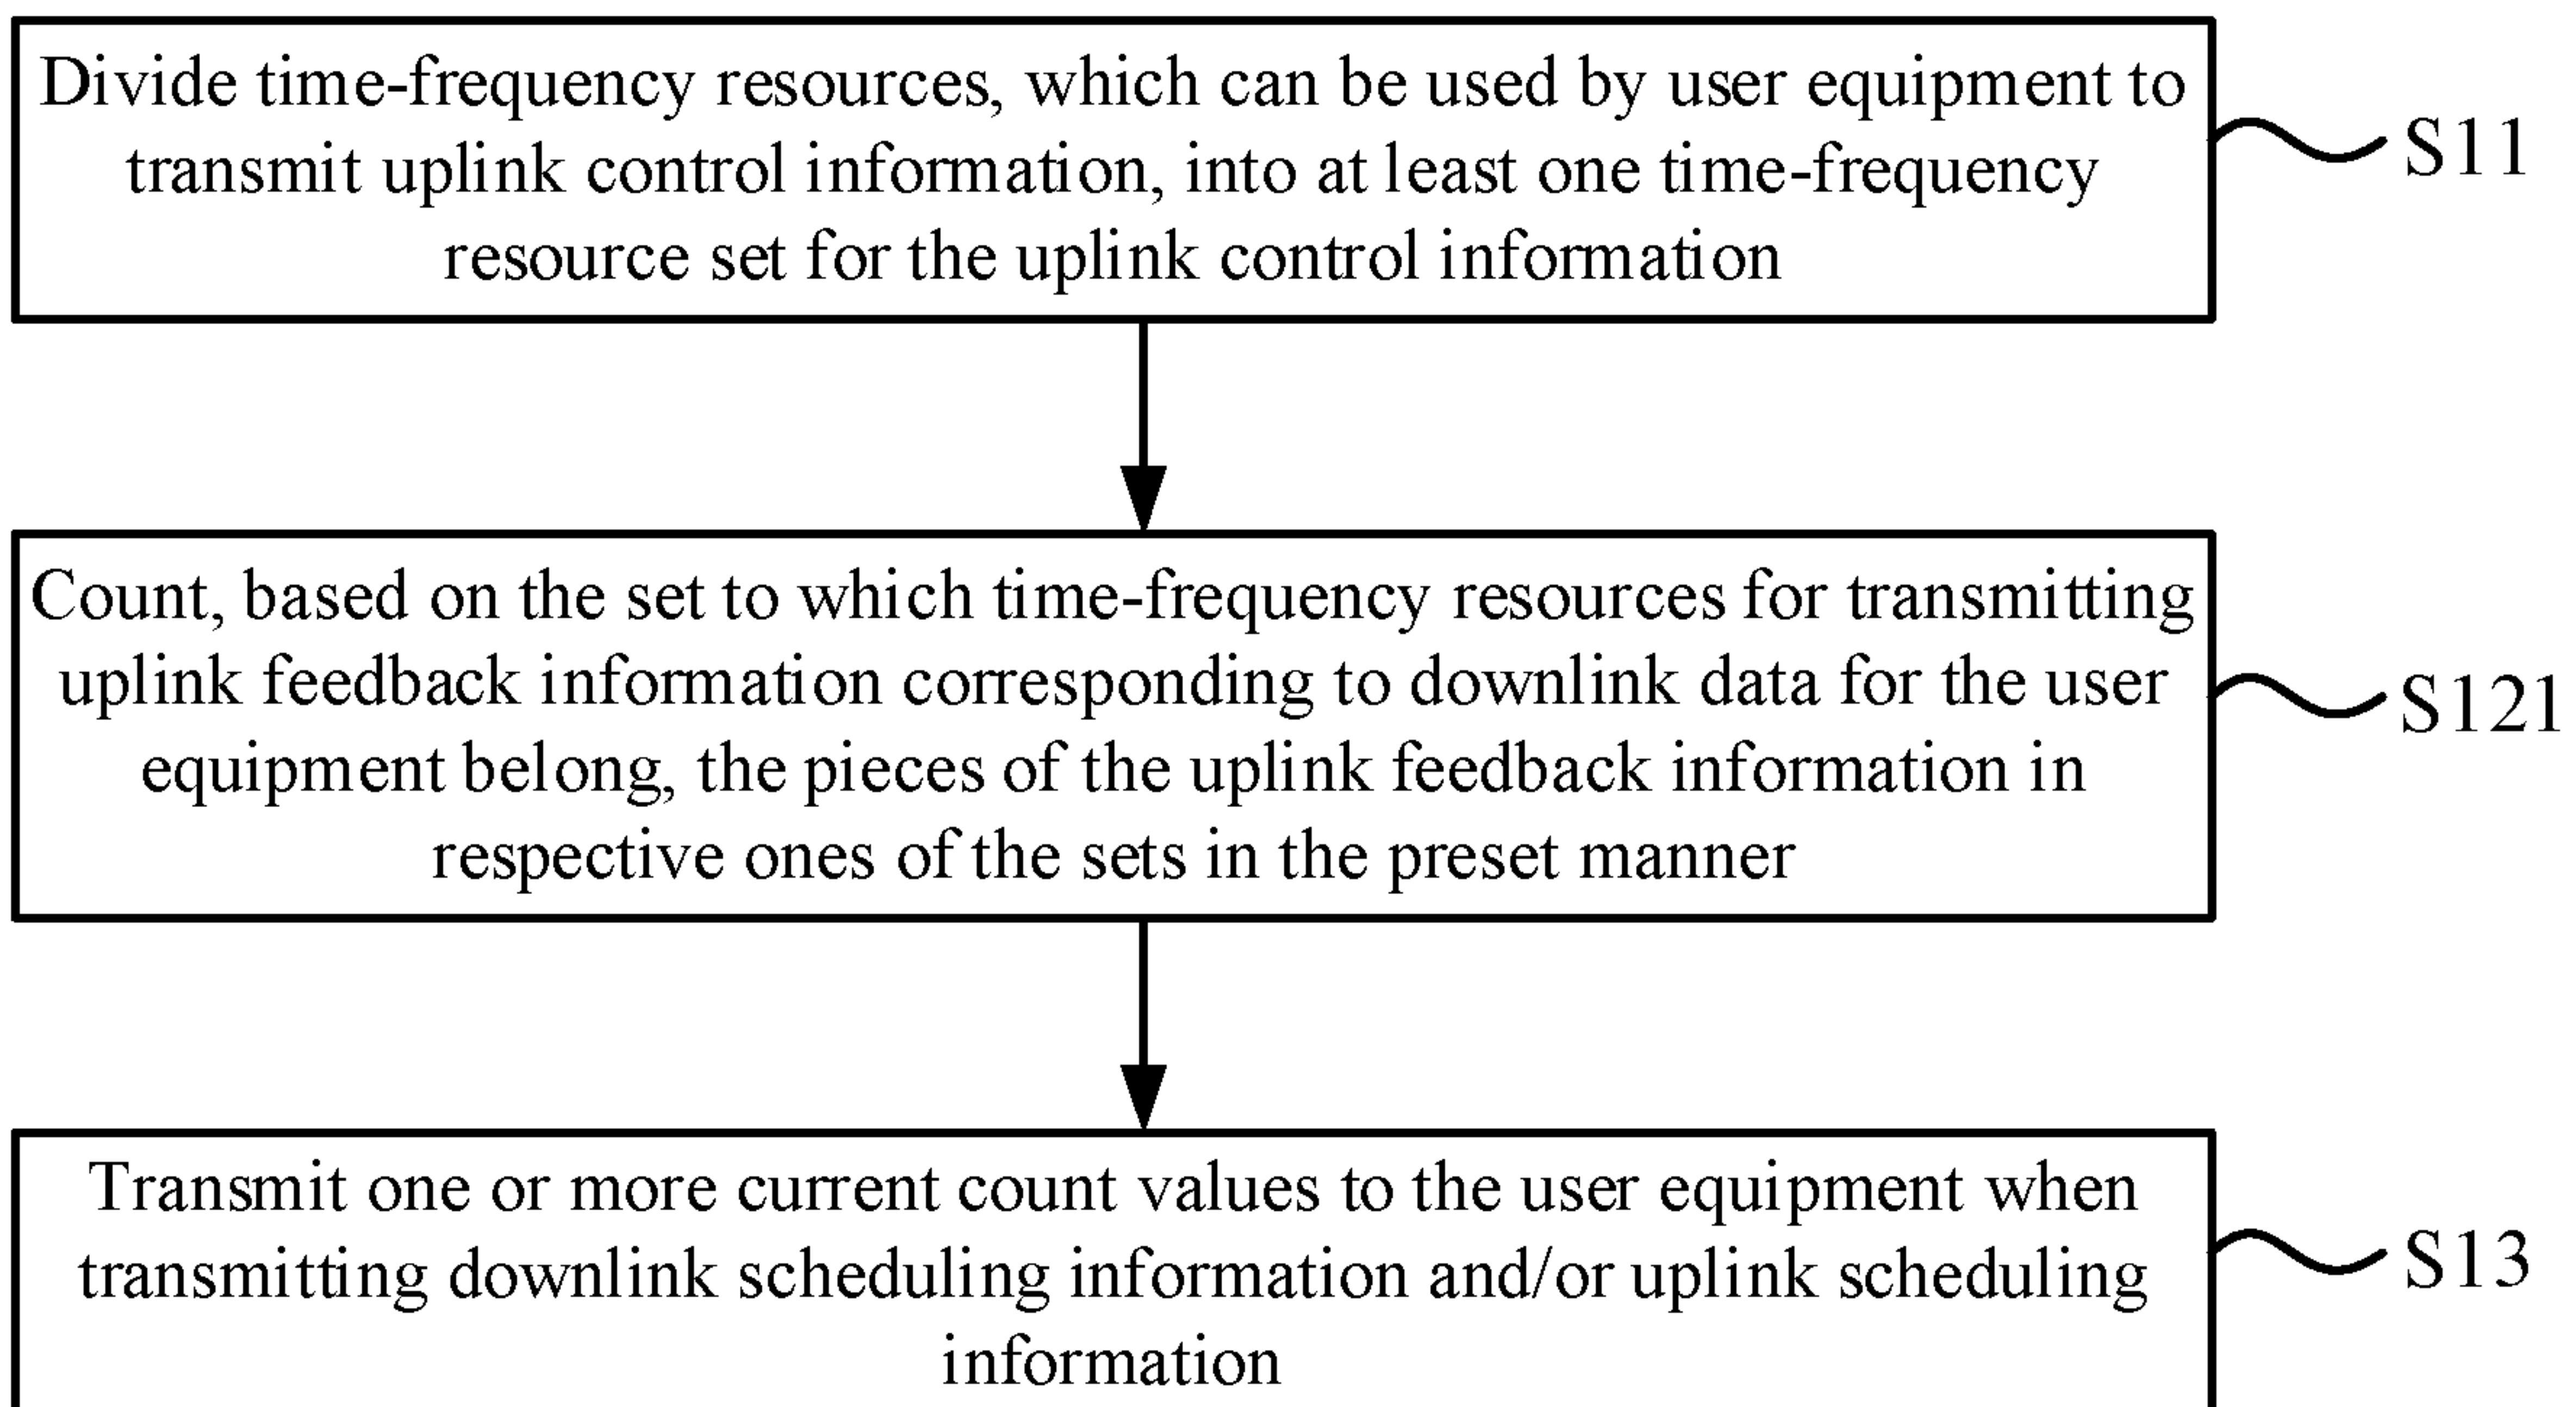 Divide time-frequency resources, which can be used by user equipment to
transmit uplink control information, into at least one time-frequency
resource set for the uplink control information
S11
Count, based on the set to which time-frequency resources for transmitting
uplink feedback information corresponding to downlink data for the user
equipment belong, the pieces of the uplink feedback information in
respective ones of the sets in the preset manner
S121
Transmit one or more current count values to the user equipment when
transmitting downlink scheduling information and/or uplink scheduling
information
S13